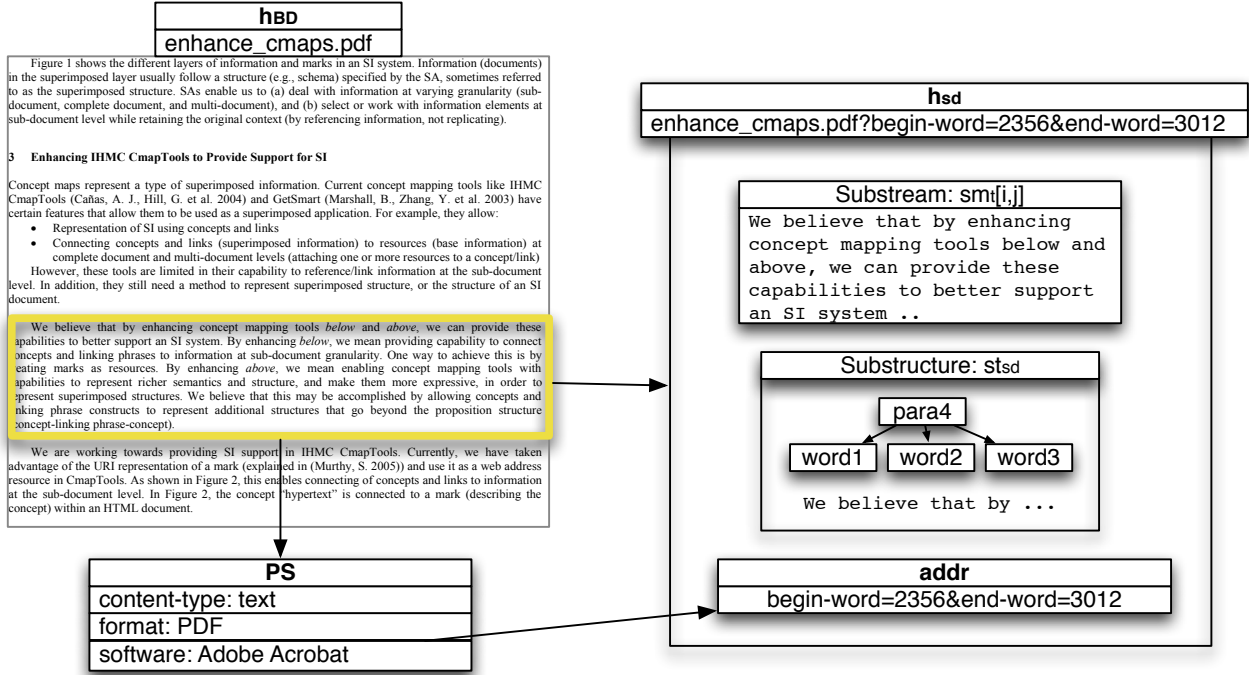 hBD
enhance_cmaps.pdf
Figure 1 shows the different layers of information and marks in an SI system. Information (documents)
in the superimposed layer usually follow a structure (e.g., schema) specified by the SA, sometimes referred
to as the superimposed structure. SAs enable us to (a) deal with information at varying granularity (sub-
document, complete document, and multi-document), and (b) select or work with information elements at
sub-document level while retaining the original context (by referencing information, not replicating).
3 Enhancing IHMC CmapTools to Provide Support for SI
Concept maps represent a type of superimposed information. Current concept mapping tools like IHMC
CmapTools (Cañas, A. J., Hill, G. et al. 2004) and GetSmart (Marshall, B., Zhang, Y. et al. 2003) have
certain features that allow them to be used as a superimposed application. For example, they allow:
• Representation of SI using concepts and links
• Connecting concepts and links (superimposed information) to resources (base information) at
complete document and multi-document levels (attaching one or more resources to a concept/link)
However, these tools are limited in their capability to reference/link information at the sub-document
level. In addition, they still need a method to represent superimposed structure, or the structure of an SI
document.
We believe that by enhancing concept mapping tools below and above, we can provide these
apabilities to better support an SI system. By enhancing below, we mean providing capability to connect
oncepts and linking phrases to information at sub-document granularity. One way to achieve this is by
eating marks as resources. By enhancing above, we mean enabling concept mapping tools with
apabilities to represent richer semantics and structure, and make them more expressive, in order to
epresent superimposed structures. We believe that this may be accomplished by allowing concepts and
nking phrase constructs to represent additional structures that go beyond the proposition structure
concept-linking phrase-concept).
We are working towards providing SI support in IHMC CmapTools. Currently, we have taken
advantage of the URI representation of a mark (explained in (Murthy, S. 2005)) and use it as a web address
resource in CmapTools. As shown in Figure 2, this enables connecting of concepts and links to information
at the sub-document level. In Figure 2, the concept "hypertext" is connected to a mark (describing the
concept) within an HTML document.
PS
content-type: text
format: PDF
software: Adobe Acrobat
hsd
enhance_cmaps.pdf?begin-word=2356&end-word=3012
Substream: smt[i,j]
We believe that by enhancing
concept mapping tools below and
above, we can provide these
capabilities to better support
an SI system ..
Substructure: stsd
para4
word1 word2 word3
We believe that by ...
addr
begin-word=2356&end-word=3012